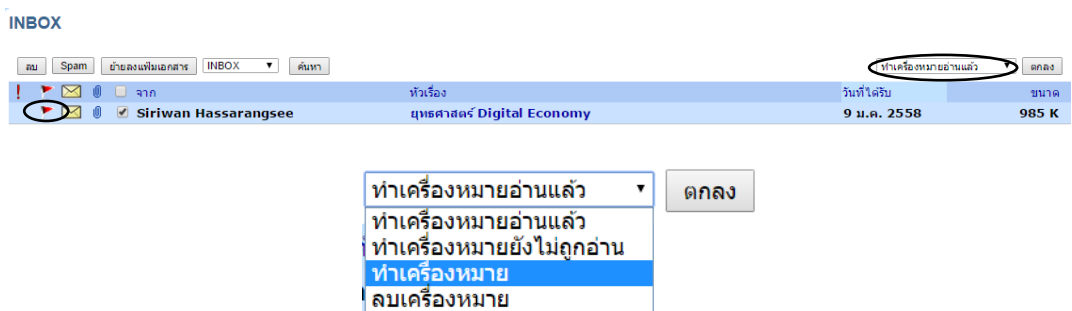 INBOX
ลบ Spam ย้ายลงแฟ้มเอกสาร INBOX ค้นหา ทำเครื่องหมายอ่านแล้ว ตกลง
จาก หัวเรื่อง วันที่ได้รับ ขนาด
Siriwan Hassarangsee ยุทธศาสตร์ Digital Economy 9 ม.ค. 2558 985 K
ทำเครื่องหมายอ่านแล้ว ตกลง
ทำเครื่องหมายอ่านแล้ว
ทำเครื่องหมายยังไม่ถูกอ่าน
ทำเครื่องหมาย
ลบเครื่องหมาย